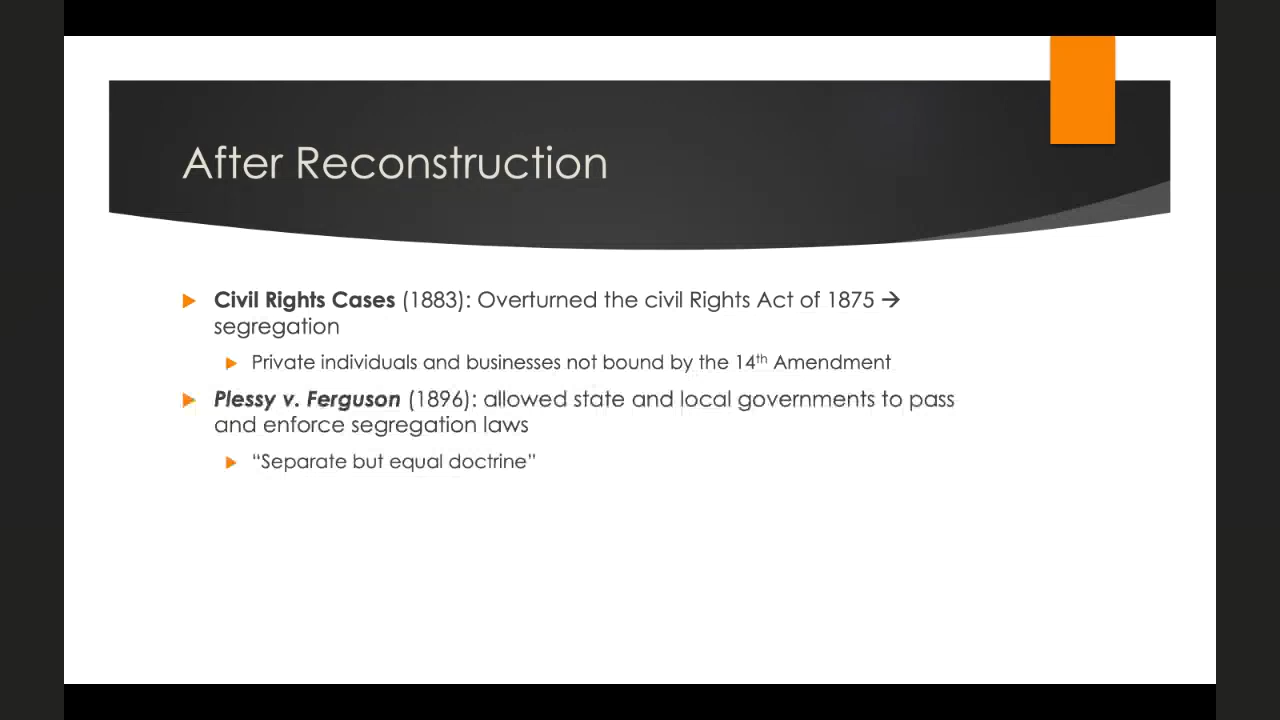 After Reconstruction
Civil Rights Cases (1883): Overturned the civil Rights Act of 1875 →
segregation
Private individuals and businesses not bound by the 14th Amendment
Plessy v. Ferguson (1896): allowed state and local governments to pass
and enforce segregation laws
“Separate but equal doctrine”